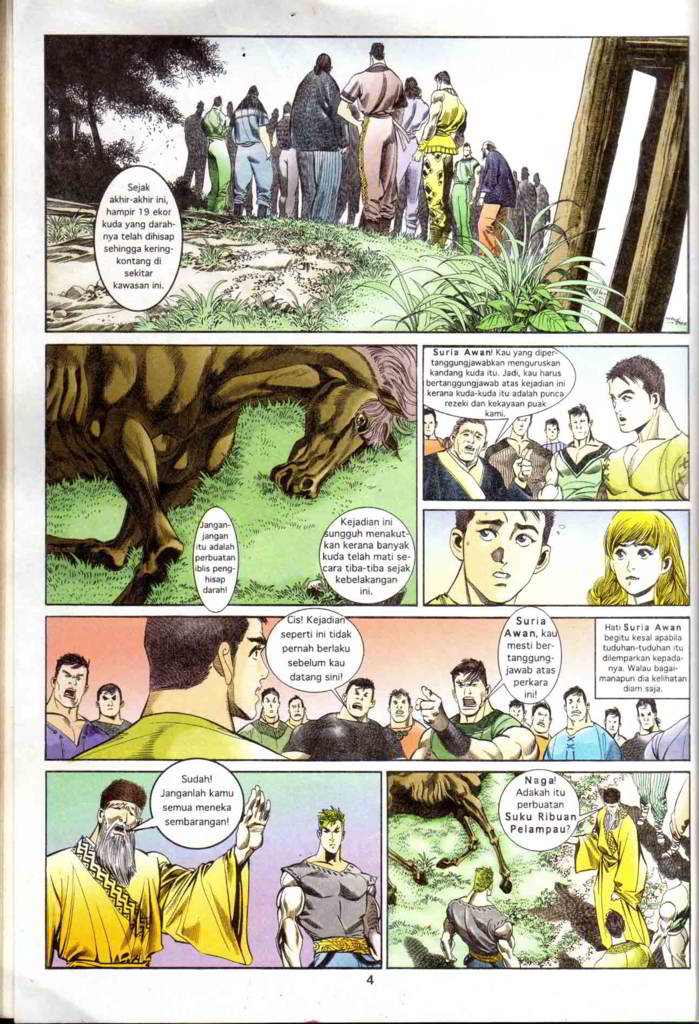 Sejak
akhir-akhir ini,
hampir 19 ekor
kuda yang darah-
nya telah dihisap
sehingga kering-
kontang di
sekitar
kawasan ini.
Jangan-
jangan
itu adalah
perbuatan
iblis peng-
hisap
darah!
Kejadian ini
sungguh menakut-
kan kerana banyak
kuda telah mati se-
cara tiba-tiba sejak
kebelakangan
ini.
Suria Awan! Kau yang diper-
tanggungjawabkan menguruskan
kandang kuda itu. Jadi, kau harus
bertanggungjawab atas kejadian ini
kerana kuda-kuda itu adalah punca
rezeki dan kekayaan puak
kami.
Cis! Kejadian
seperti ini tidak
pernah berlaku
sebelum kau
datang sini!
Suria
Awan, kau
mesti ber-
tanggung-
jawab atas
perkara
ini!
Hati Suria Awan
begitu kesal apabila
tuduhan-tuduhan itu
dilemparkan kepada-
nya. Walau bagai-
manapun dia kelihatan
diam saja.
Sudah!
Janganlah kamu
semua meneka
sembarangan!
Naga!
Adakah itu
perbuatan
Suku Ribuan
Pelampau?
4